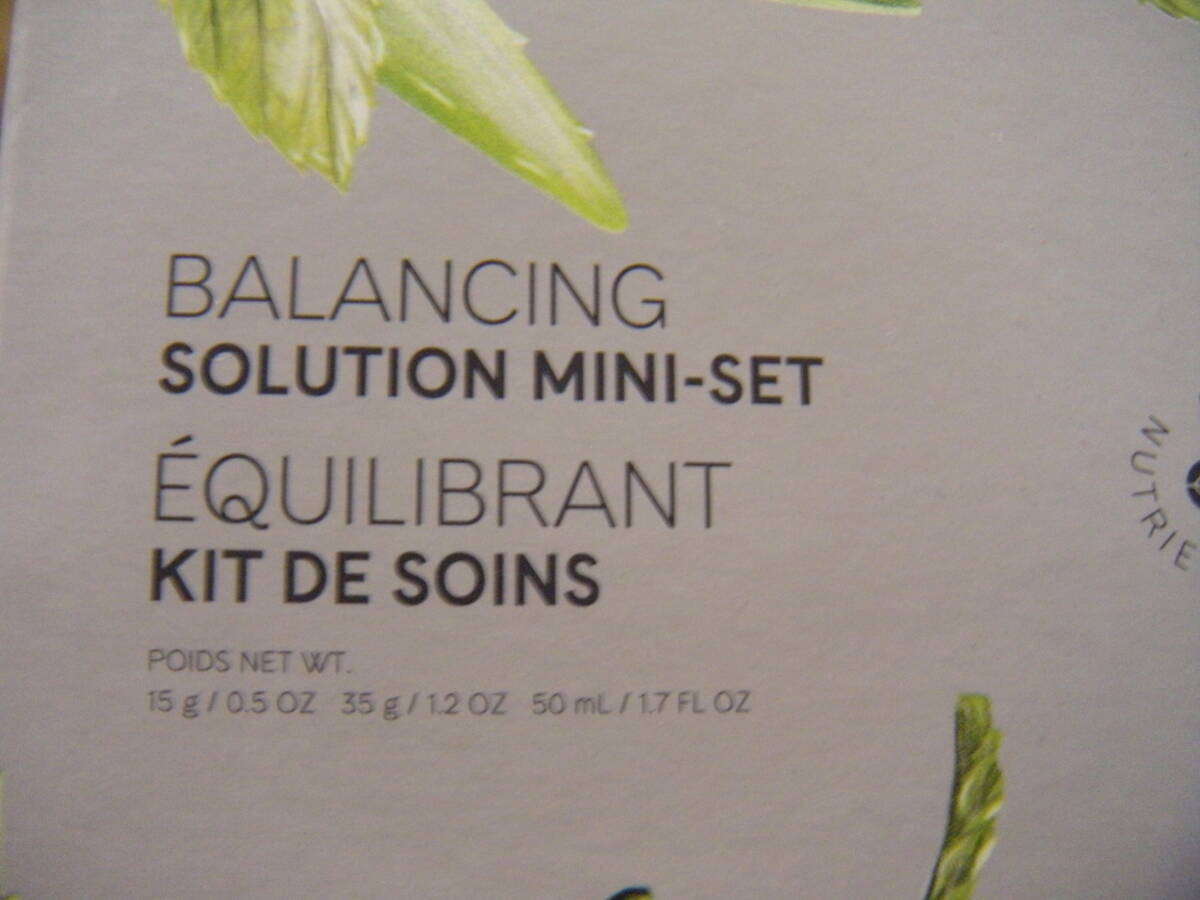 BALANCING
SOLUTION MINI-SET
ÉQUILIBRANT
KIT DE SOINS
POIDS NET WT.
15 g / 0.5 OZ 35 g / 1.2 OZ 50 mL / 1.7 FL OZ
NUTRIE